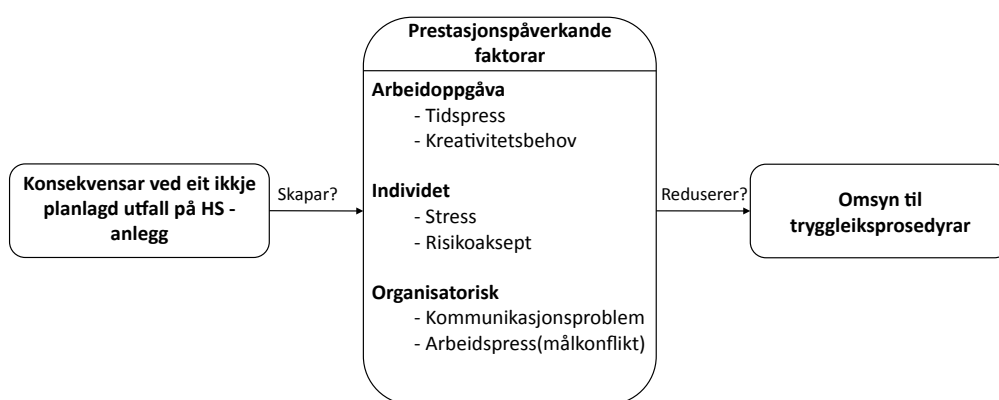 Prestasjonspåverkande
faktorar
Arbeidoppgåva
- Tidspress
- Kreativitetsbehov
Konsekvensar ved eit ikkje
planlagd utfall på HS -
anlegg
Skapar?
Individet
- Stress
- Risikoaksept
Reduserer?
Omsyn til
tryggleiksprosedyrar
Organisatorisk
- Kommunikasjonsproblem
- Arbeidspress(målkonflikt)